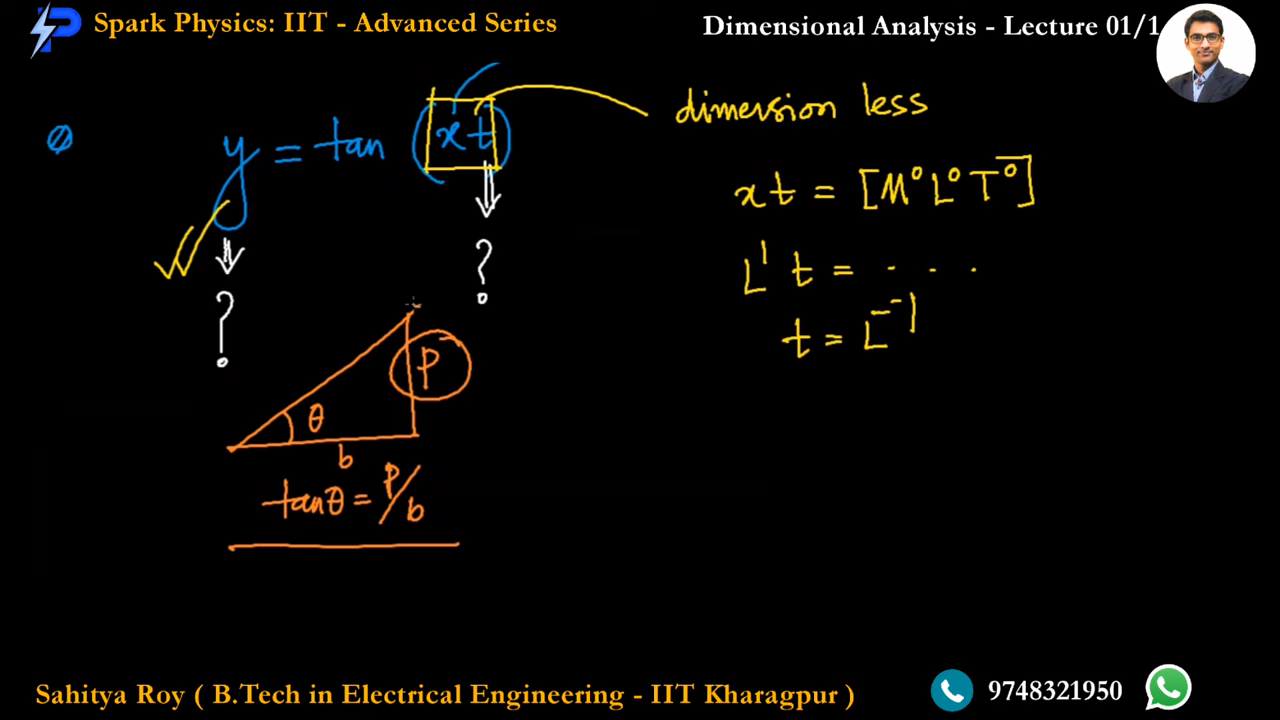 Spark Physics: IIT - Advanced Series
Dimensional Analysis - Lecture 01/1
y = tan (xt)
dimension less
xt = [M⁰L⁰T⁰]
L¹ t = . . .
t = L⁻¹
?
?
P
θ
b
tanθ = P/b
Sahitya Roy ( B.Tech in Electrical Engineering - IIT Kharagpur )
9748321950